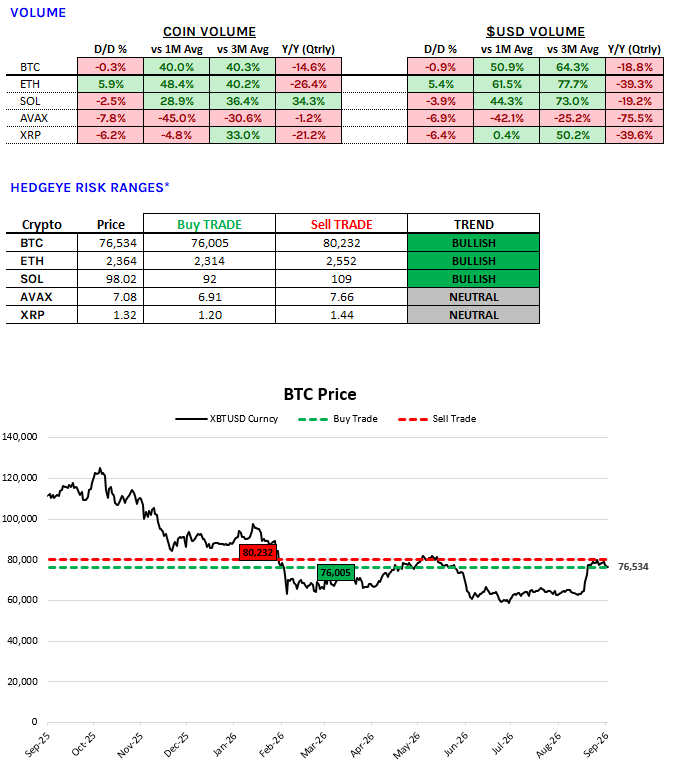 VOLUME
COIN VOLUME $USD VOLUME
D/D % vs 1M Avg vs 3M Avg Y/Y (Qtrly) D/D % vs 1M Avg vs 3M Avg Y/Y (Qtrly)
BTC -0.3% 40.0% 40.3% -14.6% -0.9% 50.9% 64.3% -18.8%
ETH 5.9% 48.4% 40.2% -26.4% 5.4% 61.5% 77.7% -39.3%
SOL -2.5% 28.9% 36.4% 34.3% -3.9% 44.3% 73.0% -19.2%
AVAX -7.8% -45.0% -30.6% -1.2% -6.9% -42.1% -25.2% -75.5%
XRP -6.2% -4.8% 33.0% -21.2% -6.4% 0.4% 50.2% -39.6%
HEDGEYE RISK RANGES*
Crypto Price Buy TRADE Sell TRADE TREND
BTC 76,534 76,005 80,232 BULLISH
ETH 2,364 2,314 2,552 BULLISH
SOL 98.02 92 109 BULLISH
AVAX 7.08 6.91 7.66 NEUTRAL
XRP 1.32 1.20 1.44 NEUTRAL
BTC Price
XBTUSD Curncy Buy Trade Sell Trade
140,000
120,000
100,000
80,000
60,000
40,000
20,000
0
80,232
76,005
76,534
Sep-25 Oct-25 Nov-25 Dec-25 Jan-26 Feb-26 Mar-26 Apr-26 May-26 Jun-26 Jul-26 Aug-26 Sep-26